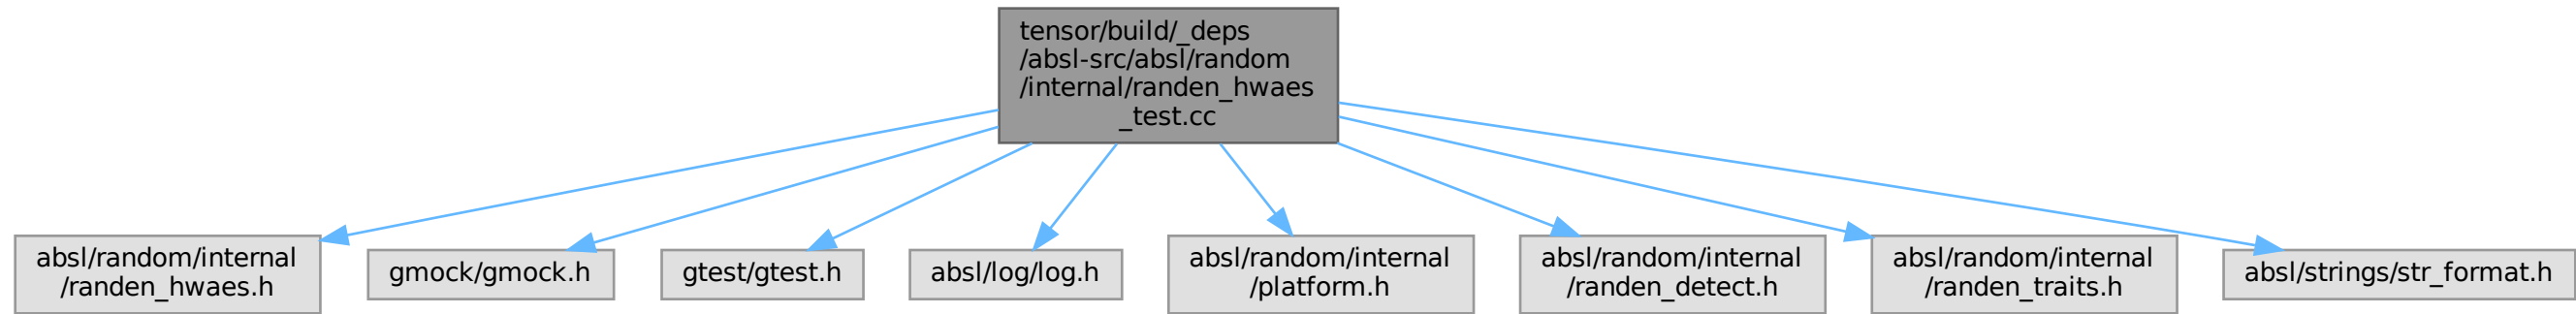 tensor/build/_deps
/absl-src/absl/random
/internal/randen_hwaes
_test.cc
absl/random/internal
/randen_hwaes.h
gmock/gmock.h
gtest/gtest.h
absl/log/log.h
absl/random/internal
/platform.h
absl/random/internal
/randen_detect.h
absl/random/internal
/randen_traits.h
absl/strings/str_format.h